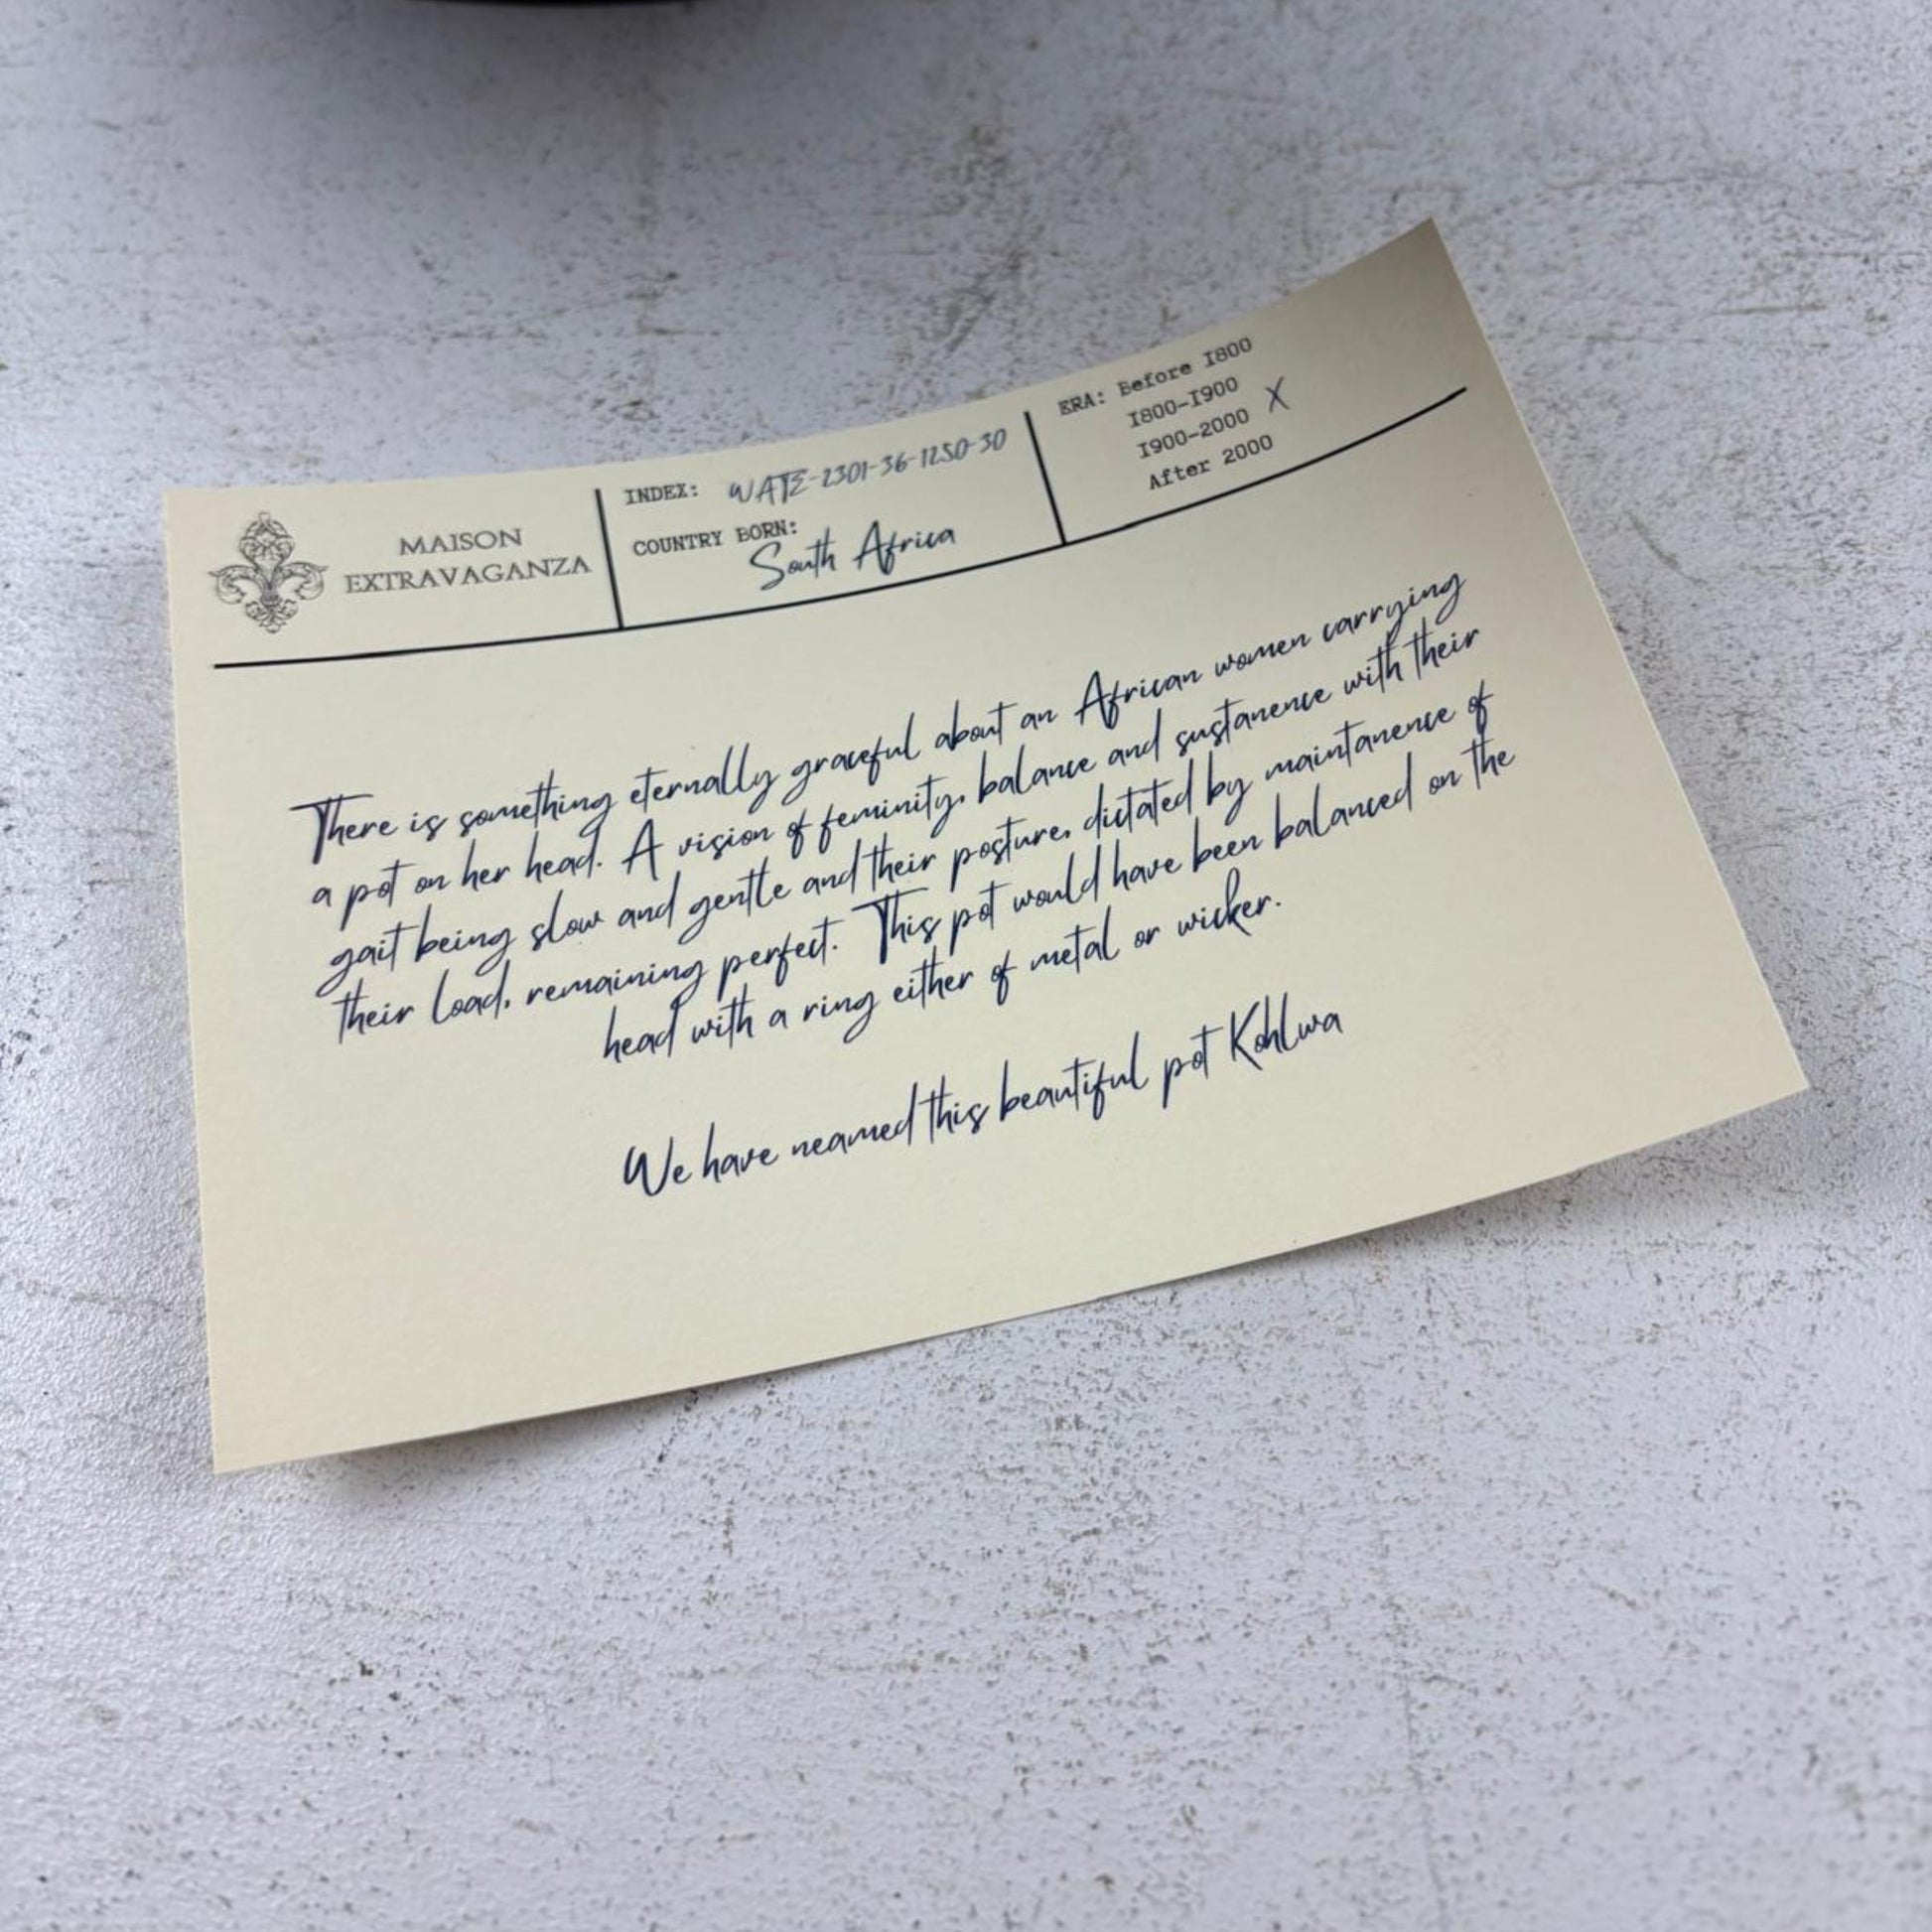 MAISON
EXTRAVAGANZA
INDEX: WATE-2301-36-1250-30
COUNTRY BORN:
South Africa
ERA: Before I800
I800-I900
I900-2000 X
After 2000
There is something eternally graceful about an African women carrying
a pot on her head. A vision of feminity, balance and sustanence with their
gait being slow and gentle and their posture, dictated by maintanence of
their load, remaining perfect. This pot would have been balanced on the
head with a ring either of metal or wicker.
We have neamed this beautiful pot Kohlwa